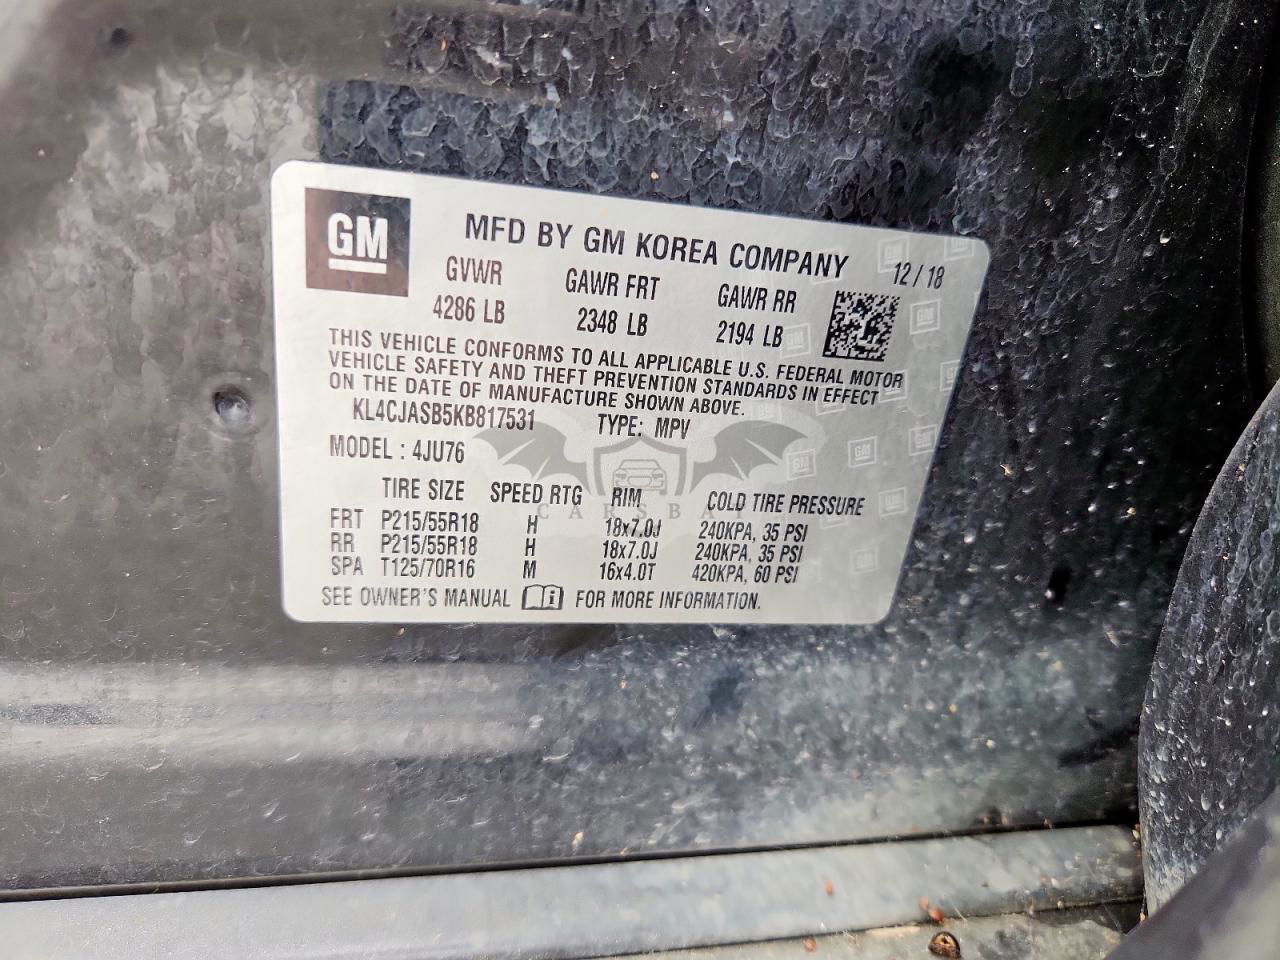 GM
MFD BY GM KOREA COMPANY 12/18
GVWR GAWR FRT GAWR RR
4286 LB 2348 LB 2194 LB
THIS VEHICLE CONFORMS TO ALL APPLICABLE U.S. FEDERAL MOTOR
VEHICLE SAFETY AND THEFT PREVENTION STANDARDS IN EFFECT
ON THE DATE OF MANUFACTURE SHOWN ABOVE.
KL4CJASB5KB817531 TYPE: MPV
MODEL: 4JU76
TIRE SIZE SPEED RTG RIM COLD TIRE PRESSURE
CARSBAT
FRT P215/55R18 H 18x7.0J 240KPA, 35 PSI
RR P215/55R18 H 18x7.0J 240KPA, 35 PSI
SPA T125/70R16 M 16x4.0T 420KPA, 60 PSI
SEE OWNER'S MANUAL i FOR MORE INFORMATION.